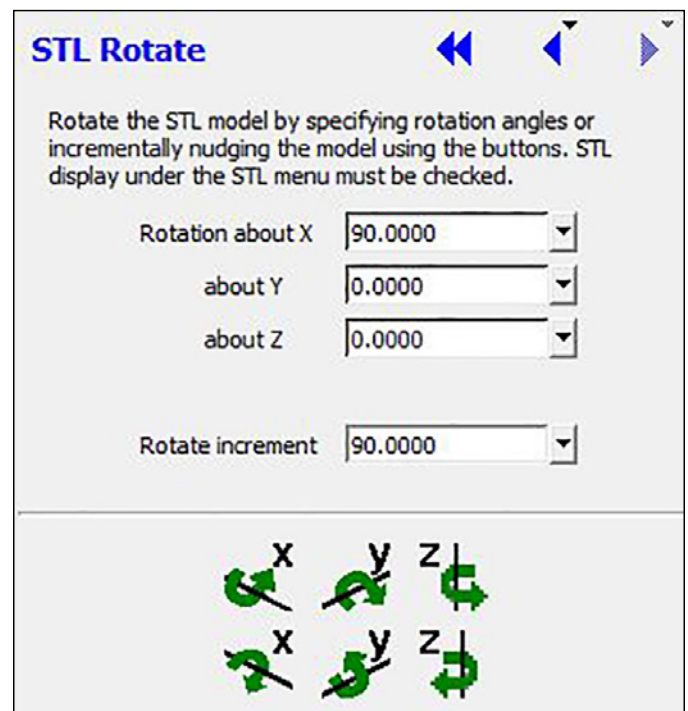 STL Rotate
Rotate the STL model by specifying rotation angles or
incrementally nudging the model using the buttons. STL
display under the STL menu must be checked.
Rotation about X 90.0000
about Y 0.0000
about Z 0.0000
Rotate increment 90.0000
x y z
x y z